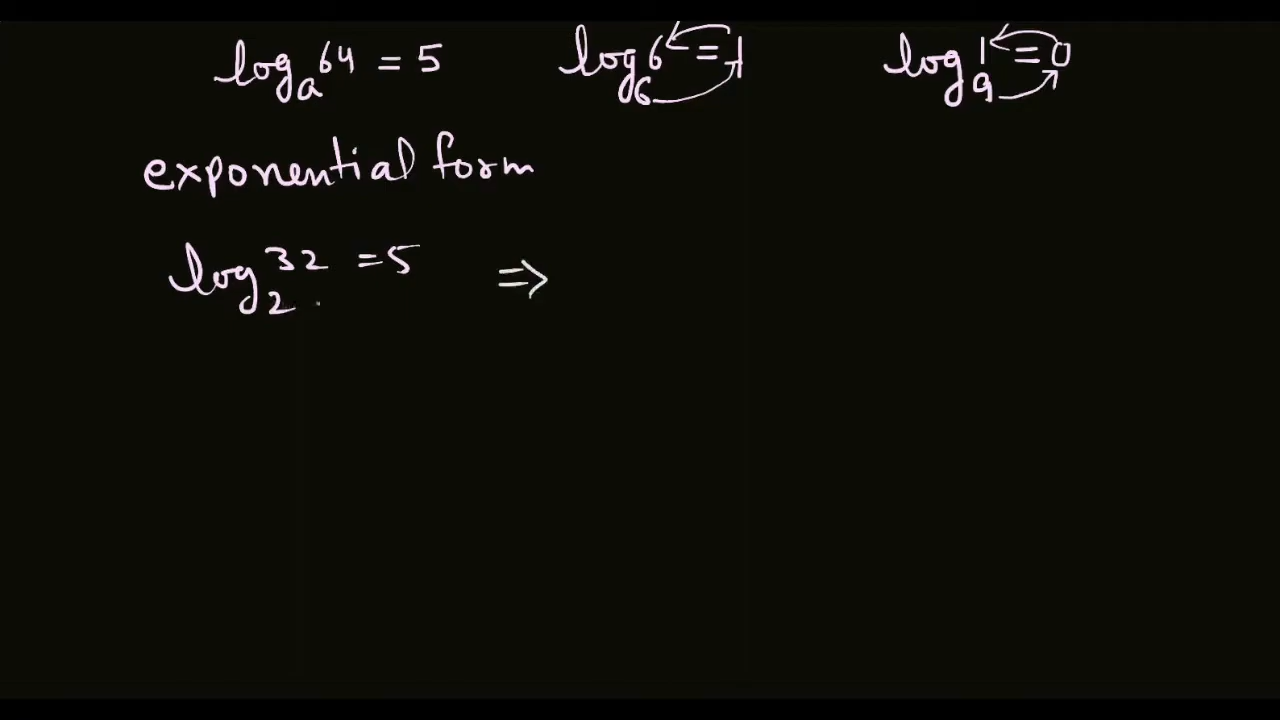 log_a 64 = 5 log_6 6 = 1 log_9 1 = 0
exponential form
log_2 32 = 5 ⇒